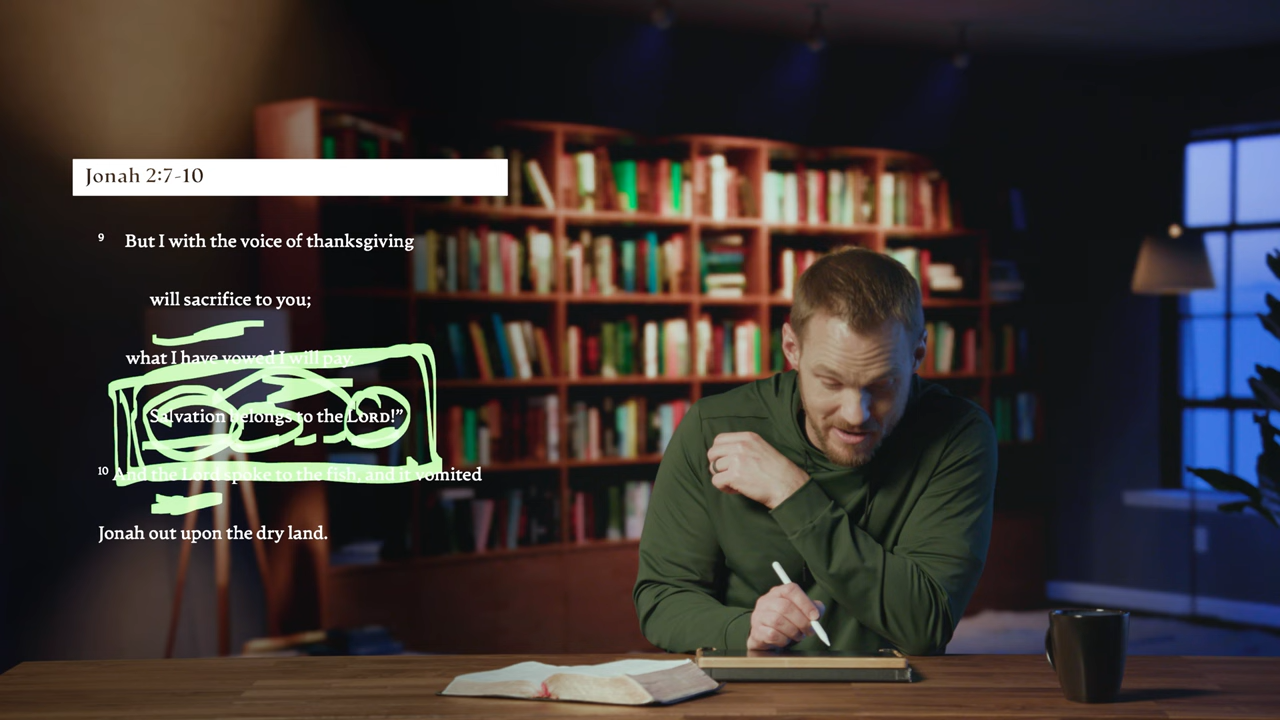 Jonah 2:7-10
9 But I with the voice of thanksgiving
will sacrifice to you;
what I have vowed I will pay.
Salvation belongs to the LORD!”
10 And the Lord spoke to the fish, and it vomited
Jonah out upon the dry land.